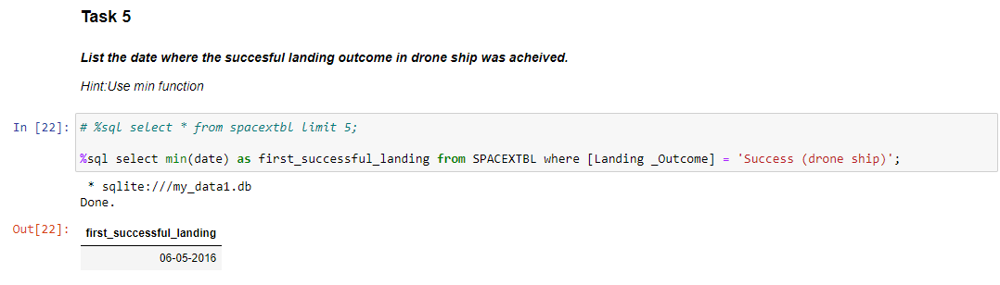 Task 5
List the date where the succesful landing outcome in drone ship was acheived.
Hint:Use min function
In [22]: # %sql select * from spacextbl limit 5;
%sql select min(date) as first_successful_landing from SPACEXTBL where [Landing _Outcome] = 'Success (drone ship)';
* sqlite:///my_data1.db
Done.
Out[22]: first_successful_landing
06-05-2016